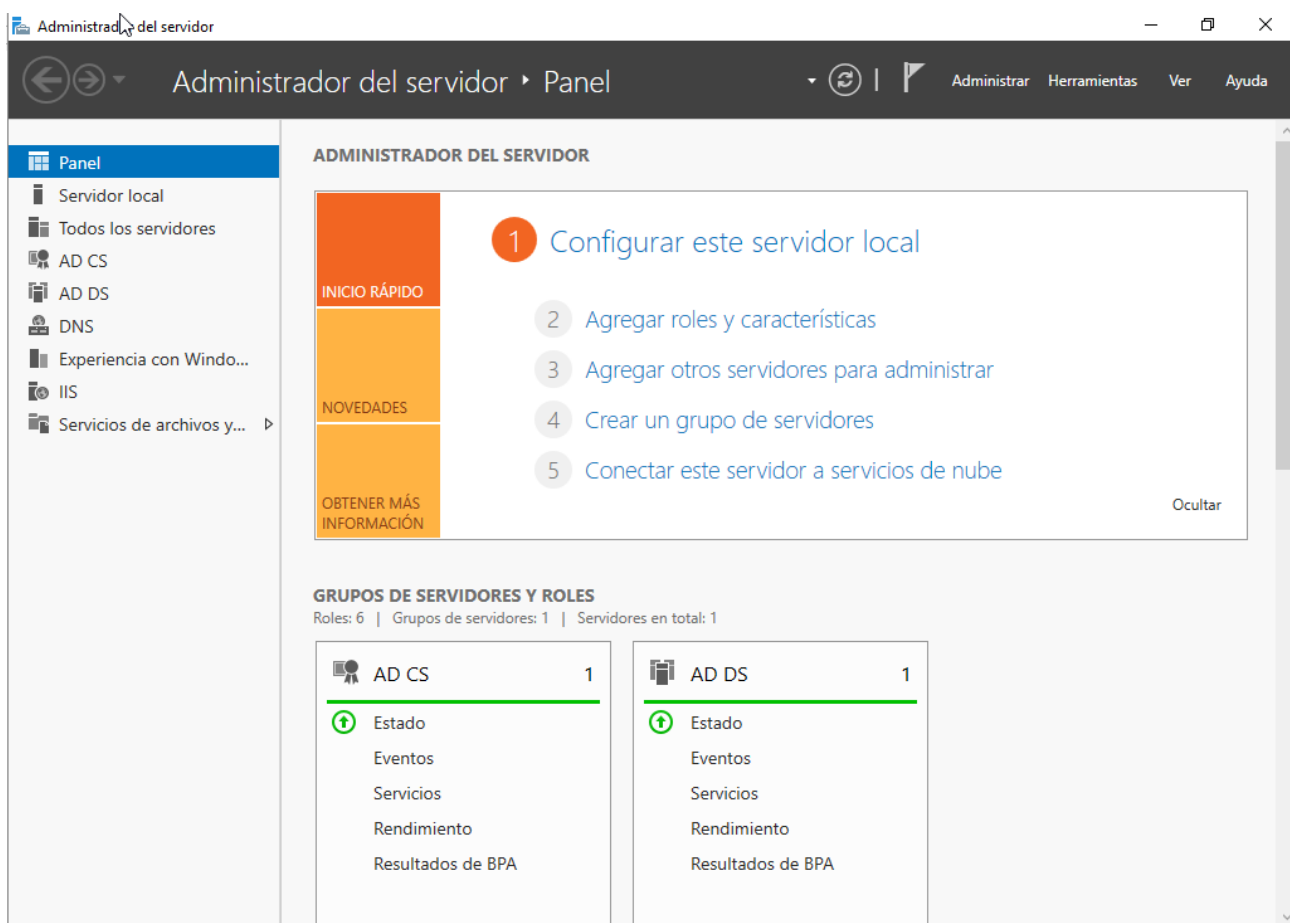 Administrador del servidor
Administrador del servidor ‣ Panel
Administrar Herramientas Ver Ayuda
Panel
Servidor local
Todos los servidores
AD CS
AD DS
DNS
Experiencia con Windo...
IIS
Servicios de archivos y...
ADMINISTRADOR DEL SERVIDOR
INICIO RÁPIDO
NOVEDADES
OBTENER MÁS
INFORMACIÓN
1 Configurar este servidor local
2 Agregar roles y características
3 Agregar otros servidores para administrar
4 Crear un grupo de servidores
5 Conectar este servidor a servicios de nube
Ocultar
GRUPOS DE SERVIDORES Y ROLES
Roles: 6 | Grupos de servidores: 1 | Servidores en total: 1
AD CS 1
Estado
Eventos
Servicios
Rendimiento
Resultados de BPA
AD DS 1
Estado
Eventos
Servicios
Rendimiento
Resultados de BPA